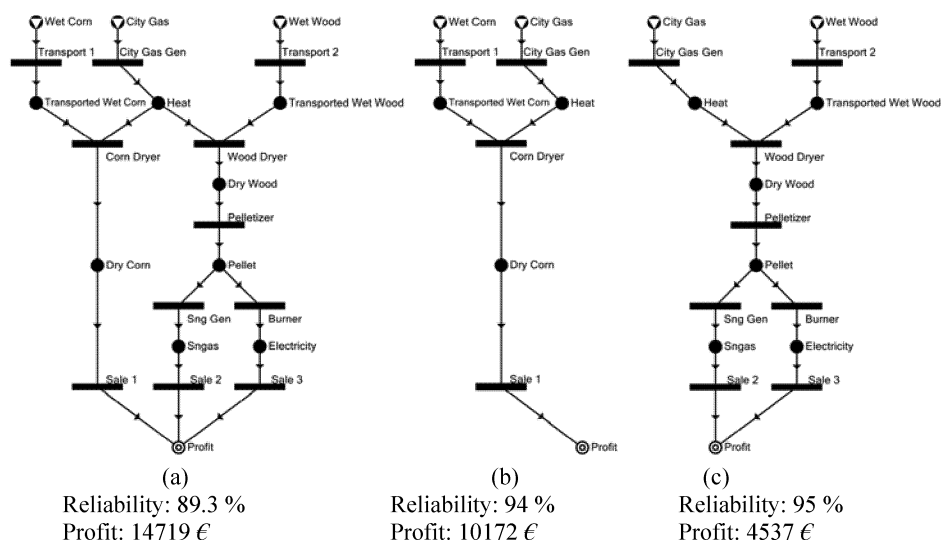 Wet Corn City Gas Wet Wood
Transport 1 City Gas Gen Transport 2
Transported Wet Corn Heat Transported Wet Wood
Corn Dryer Wood Dryer
Dry Wood
Pelletizer
Dry Corn Pellet
Sng Gen Burner
Sngas Electricity
Sale 1 Sale 2 Sale 3
Profit
(a)
Reliability: 89.3 %
Profit: 14719 €
Wet Corn City Gas
Transport 1 City Gas Gen
Transported Wet Corn Heat
Corn Dryer
Dry Corn
Sale 1
Profit
(b)
Reliability: 94 %
Profit: 10172 €
City Gas Wet Wood
City Gas Gen Transport 2
Heat Transported Wet Wood
Wood Dryer
Dry Wood
Pelletizer
Pellet
Sng Gen Burner
Sngas Electricity
Sale 2 Sale 3
Profit
(c)
Reliability: 95 %
Profit: 4537 €